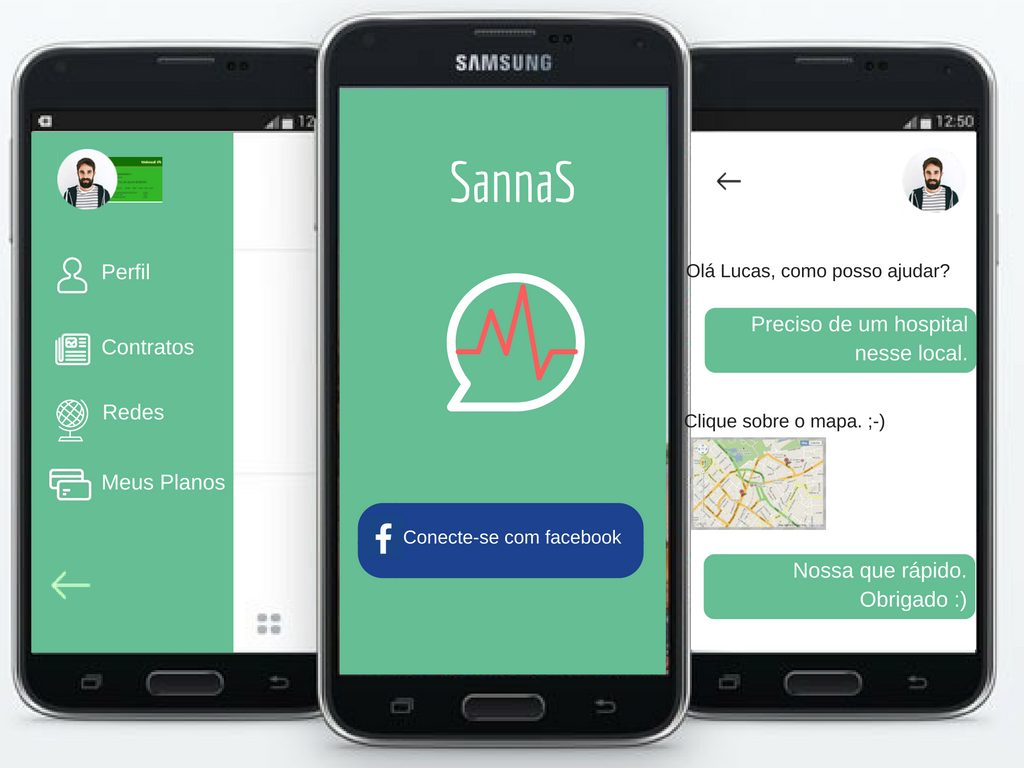 12
Perfil
Contratos
Redes
Meus Planos
SAMSUNG
SannaS
Conecte-se com facebook
12:50
Olá Lucas, como posso ajudar?
Preciso de um hospital
nesse local.
Clique sobre o mapa. ;-)
Nossa que rápido.
Obrigado :)